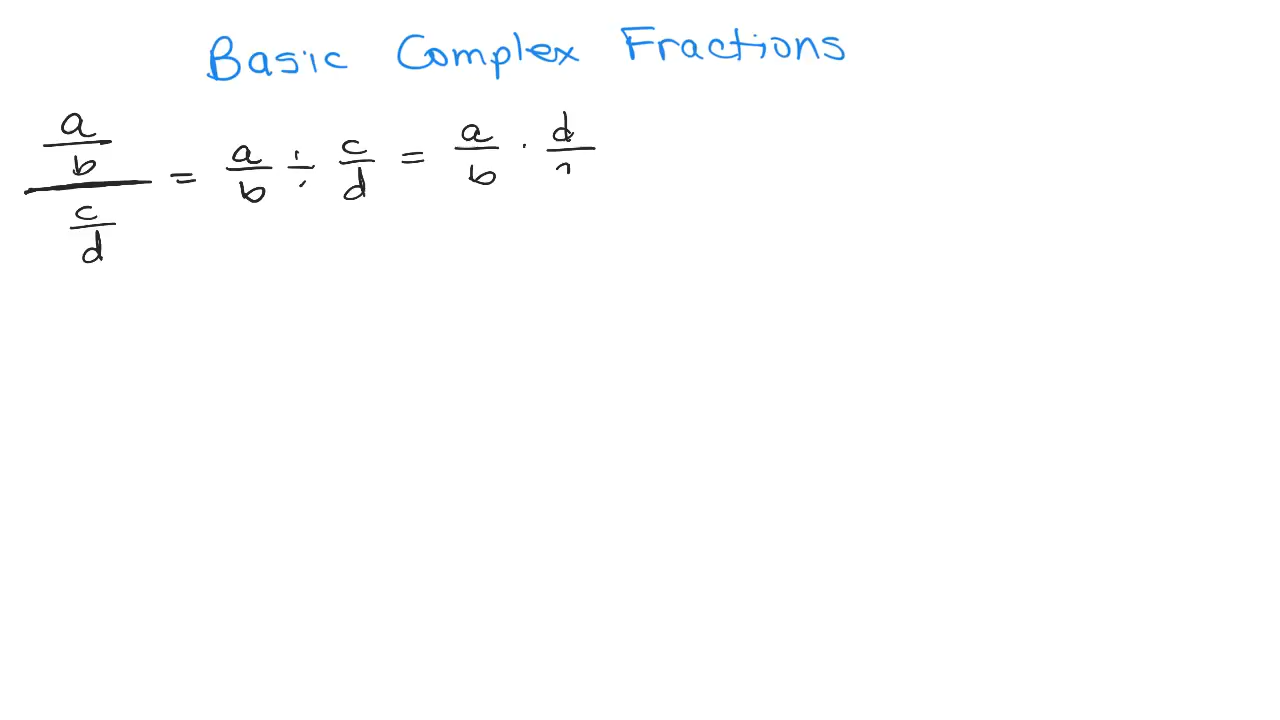 Basic Complex Fractions
a/b / c/d = a/b ÷ c/d = a/b · d/